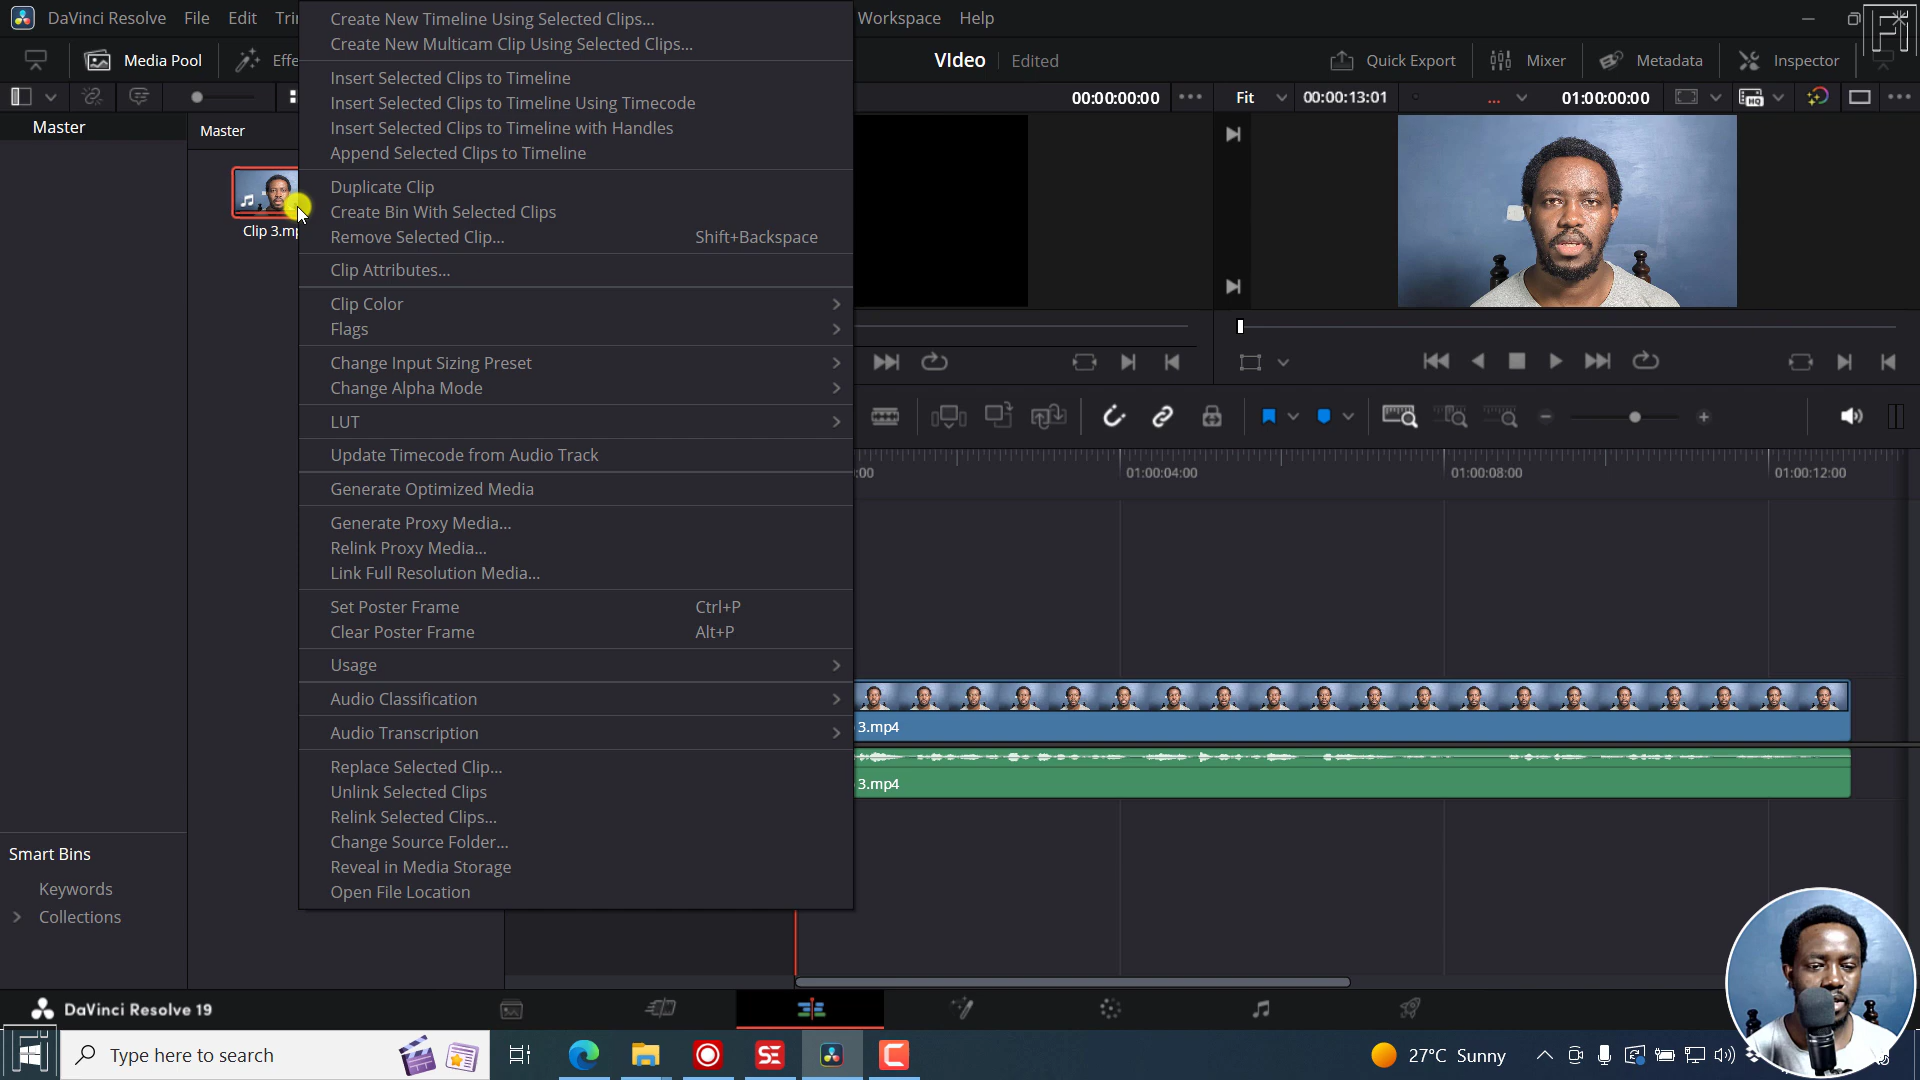 DaVinci Resolve File Edit Tri Workspace Help
Media Pool Effe VIdeo Edited Quick Export Mixer Metadata Inspector
00:00:00:00 Fit 00:00:13:01 01:00:00:00
Master Master
Clip 3.mp
Create New Timeline Using Selected Clips...
Create New Multicam Clip Using Selected Clips...
Insert Selected Clips to Timeline
Insert Selected Clips to Timeline Using Timecode
Insert Selected Clips to Timeline with Handles
Append Selected Clips to Timeline
Duplicate Clip
Create Bin With Selected Clips
Remove Selected Clip... Shift+Backspace
Clip Attributes...
Clip Color
Flags
Change Input Sizing Preset
Change Alpha Mode
LUT
Update Timecode from Audio Track
Generate Optimized Media
Generate Proxy Media...
Relink Proxy Media...
Link Full Resolution Media...
Set Poster Frame Ctrl+P
Clear Poster Frame Alt+P
Usage
Audio Classification
Audio Transcription
Replace Selected Clip...
Unlink Selected Clips
Relink Selected Clips...
Change Source Folder...
Reveal in Media Storage
Open File Location
:00 01:00:04:00 01:00:08:00 01:00:12:00
3.mp4
3.mp4
Smart Bins
Keywords
Collections
DaVinci Resolve 19
Type here to search 27°C Sunny